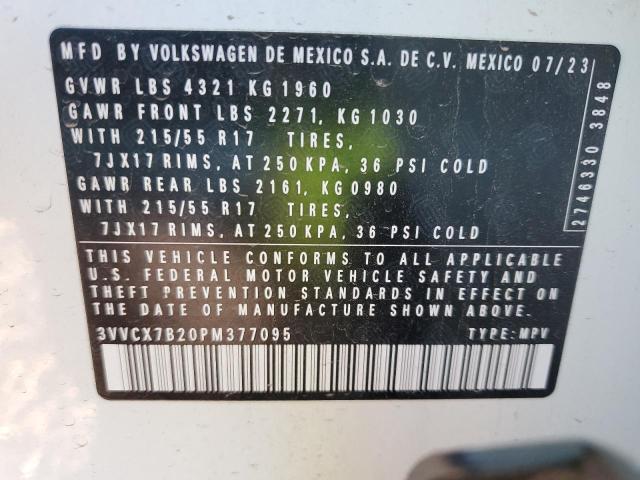 MFD BY VOLKSWAGEN DE MEXICO S.A. DE C.V. MEXICO 07/23
GVWR LBS 4321 KG 1960
GAWR FRONT LBS 2271, KG 1030
WITH 215/55 R17 TIRES,
7JX17 RIMS, AT 250 KPA, 36 PSI COLD
GAWR REAR LBS 2161, KG 0980
WITH 215/55 R17 TIRES,
7JX17 RIMS, AT 250 KPA, 36 PSI COLD
THIS VEHICLE CONFORMS TO ALL APPLICABLE
U.S. FEDERAL MOTOR VEHICLE SAFETY AND
THEFT PREVENTION STANDARDS IN EFFECT ON
THE DATE OF MANUFACTURE SHOWN ABOVE.
3VVCX7B20PM377095 TYPE: MPV
2746330 3848